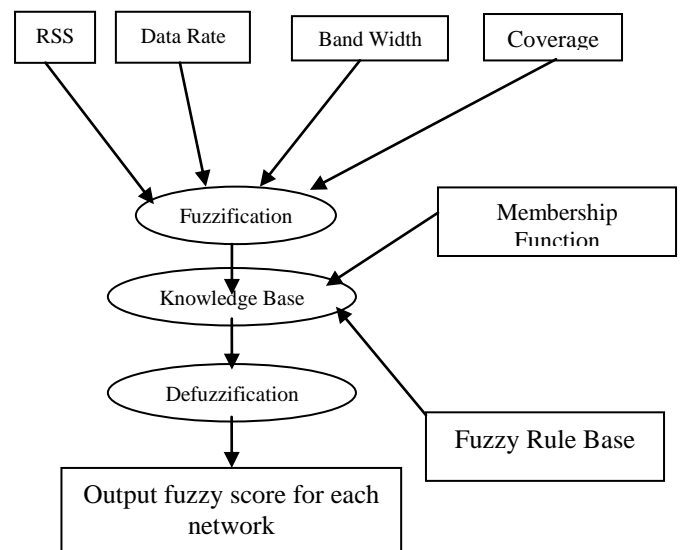 RSS
Data Rate
Band Width
Coverage
Fuzzification
Membership
Function
Knowledge Base
Defuzzification
Fuzzy Rule Base
Output fuzzy score for each
network